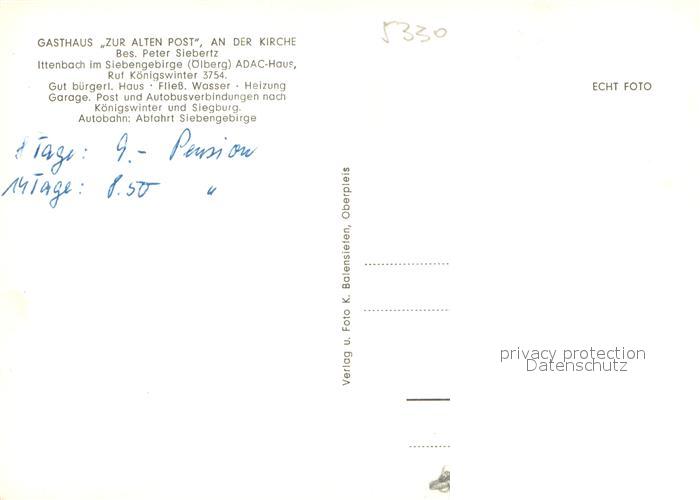 GASTHAUS „ZUR ALTEN POST“, AN DER KIRCHE
Bes. Peter Siebertz
Ittenbach im Siebengebirge (Ölberg) ADAC-Haus,
Ruf Königswinter 3754.
Gut bürgerl. Haus · Fließ. Wasser · Heizung
Garage. Post und Autobusverbindungen nach
Königswinter und Siegburg.
Autobahn: Abfahrt Siebengebirge
8 Tage: 9.- Pension
14 Tage: 8.50 "
Verlag u. Foto K. Balensiefen, Oberpleis
5330
ECHT FOTO
privacy protection
Datenschutz